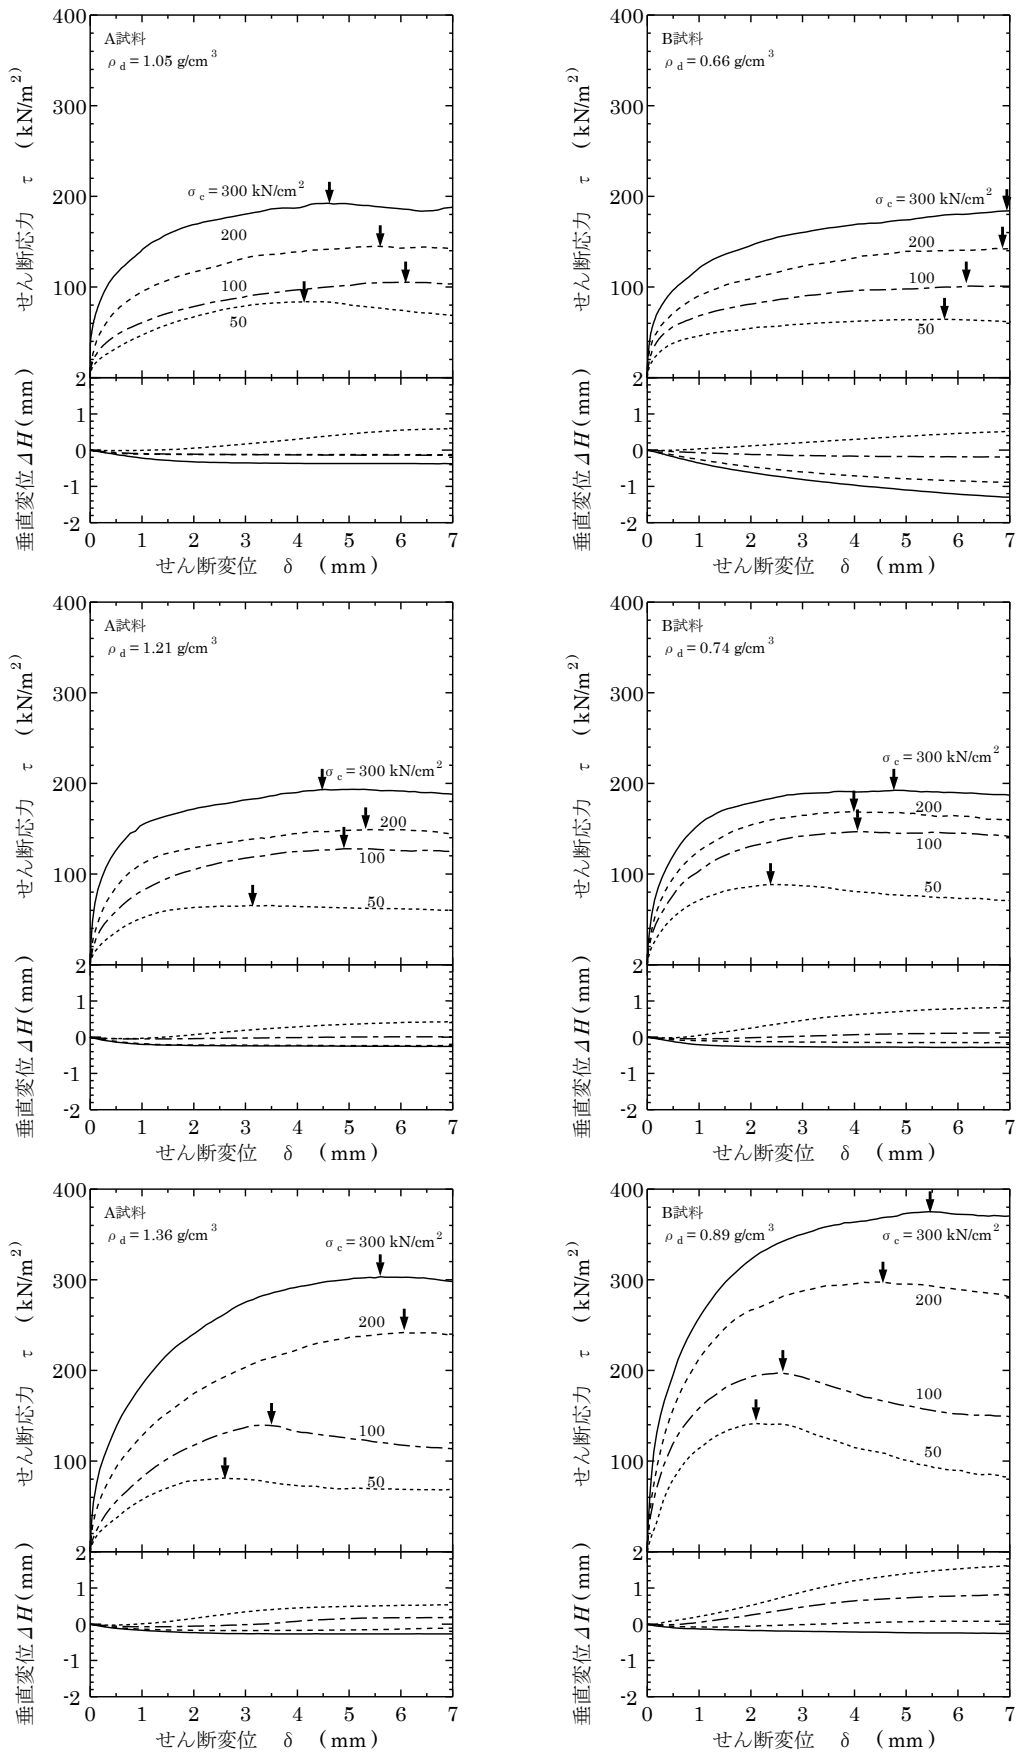 A試料
ρd = 1.05 g/cm³
せん断応力 τ (kN/m²)
400
300
200
100
σc = 300 kN/cm²
200
100
50
垂直変位 ΔH (mm)
2
1
0
-1
-2
0 1 2 3 4 5 6 7
せん断変位 δ (mm)
B試料
ρd = 0.66 g/cm³
せん断応力 τ (kN/m²)
400
300
200
100
σc = 300 kN/cm²
200
100
50
垂直変位 ΔH (mm)
2
1
0
-1
-2
0 1 2 3 4 5 6 7
せん断変位 δ (mm)
A試料
ρd = 1.21 g/cm³
せん断応力 τ (kN/m²)
400
300
200
100
σc = 300 kN/cm²
200
100
50
垂直変位 ΔH (mm)
2
1
0
-1
-2
0 1 2 3 4 5 6 7
せん断変位 δ (mm)
B試料
ρd = 0.74 g/cm³
せん断応力 τ (kN/m²)
400
300
200
100
σc = 300 kN/cm²
200
100
50
垂直変位 ΔH (mm)
2
1
0
-1
-2
0 1 2 3 4 5 6 7
せん断変位 δ (mm)
A試料
ρd = 1.36 g/cm³
せん断応力 τ (kN/m²)
400
300
200
100
σc = 300 kN/cm²
200
100
50
垂直変位 ΔH (mm)
2
1
0
-1
-2
0 1 2 3 4 5 6 7
せん断変位 δ (mm)
B試料
ρd = 0.89 g/cm³
せん断応力 τ (kN/m²)
400
300
200
100
σc = 300 kN/cm²
200
100
50
垂直変位 ΔH (mm)
2
1
0
-1
-2
0 1 2 3 4 5 6 7
せん断変位 δ (mm)